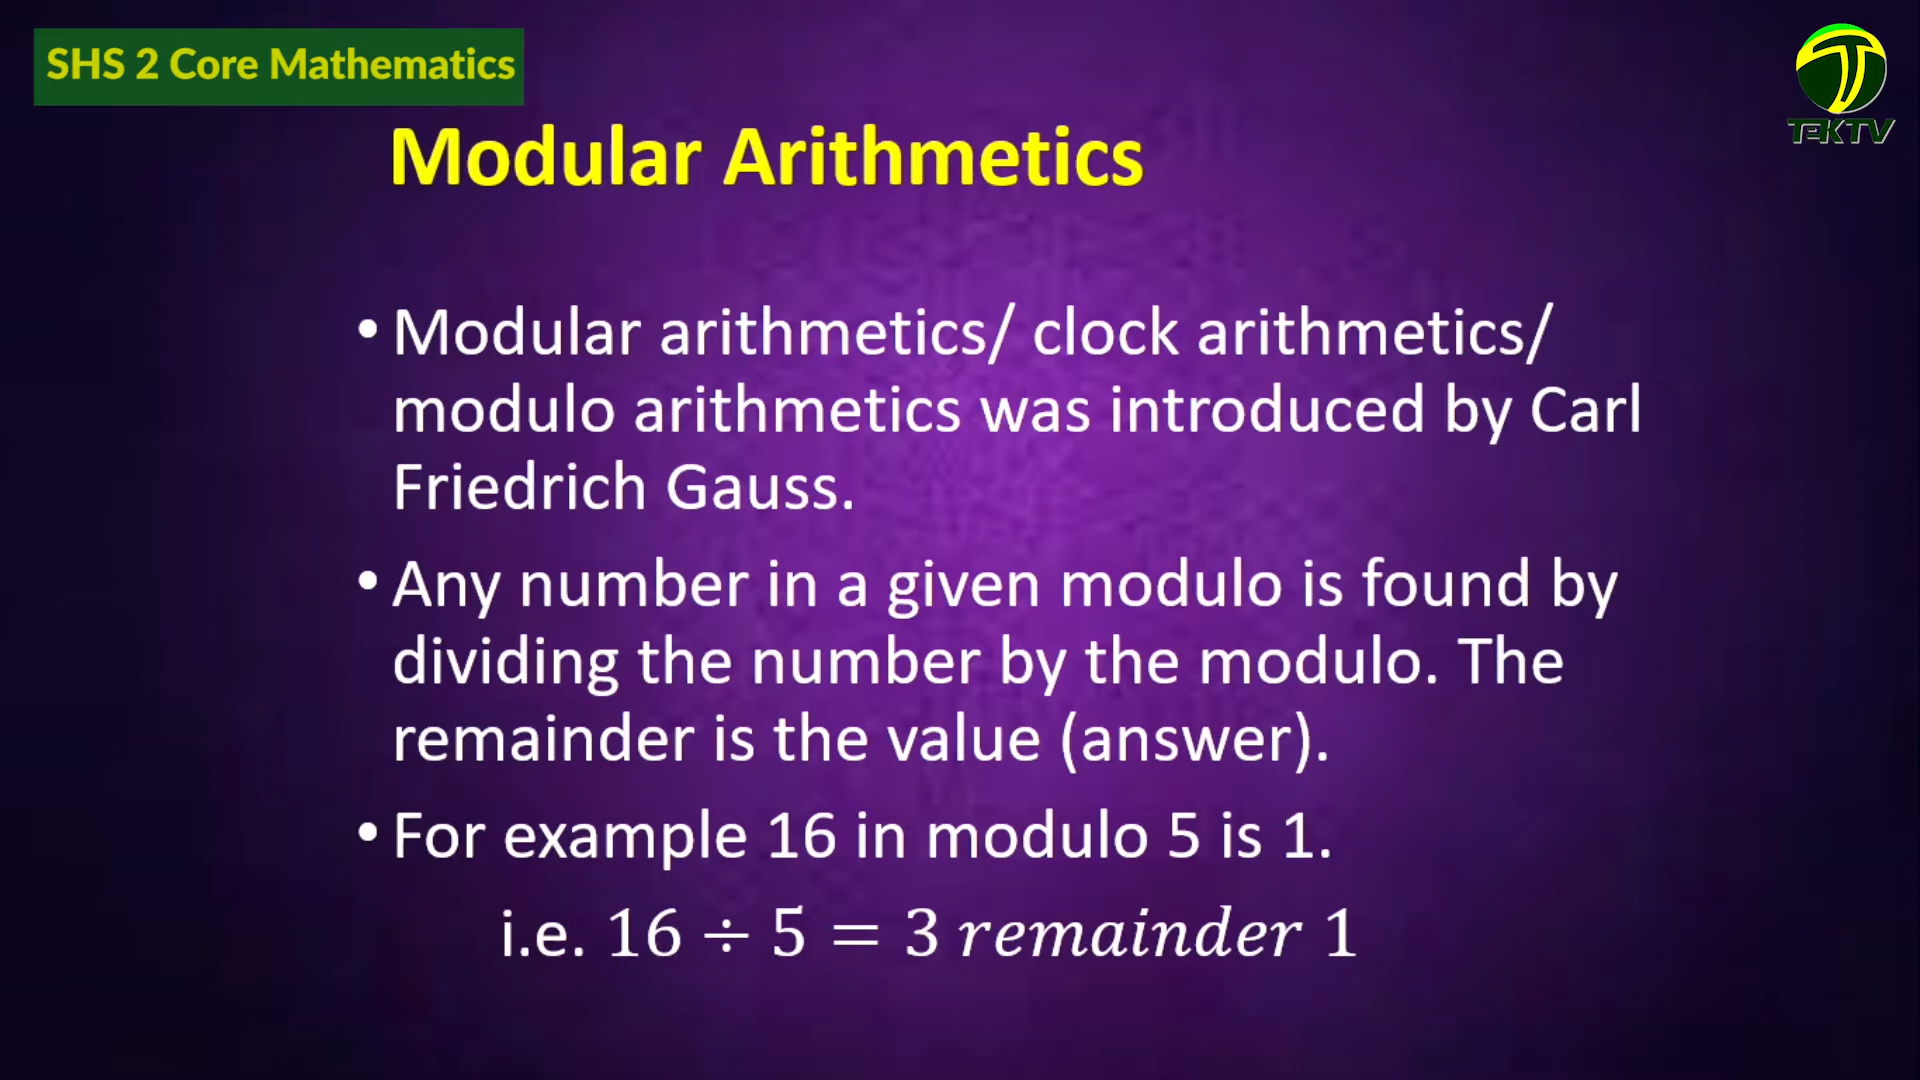 SHS 2 Core Mathematics
TEKTV
Modular Arithmetics
• Modular arithmetics/ clock arithmetics/
modulo arithmetics was introduced by Carl
Friedrich Gauss.
• Any number in a given modulo is found by
dividing the number by the modulo. The
remainder is the value (answer).
• For example 16 in modulo 5 is 1.
i.e. 16 ÷ 5 = 3 remainder 1